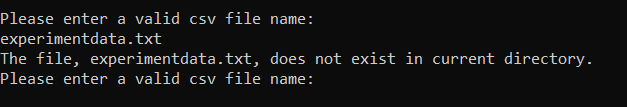 Please enter a valid csv file name:
experimentdata.txt
The file, experimentdata.txt, does not exist in current directory.
Please enter a valid csv file name: